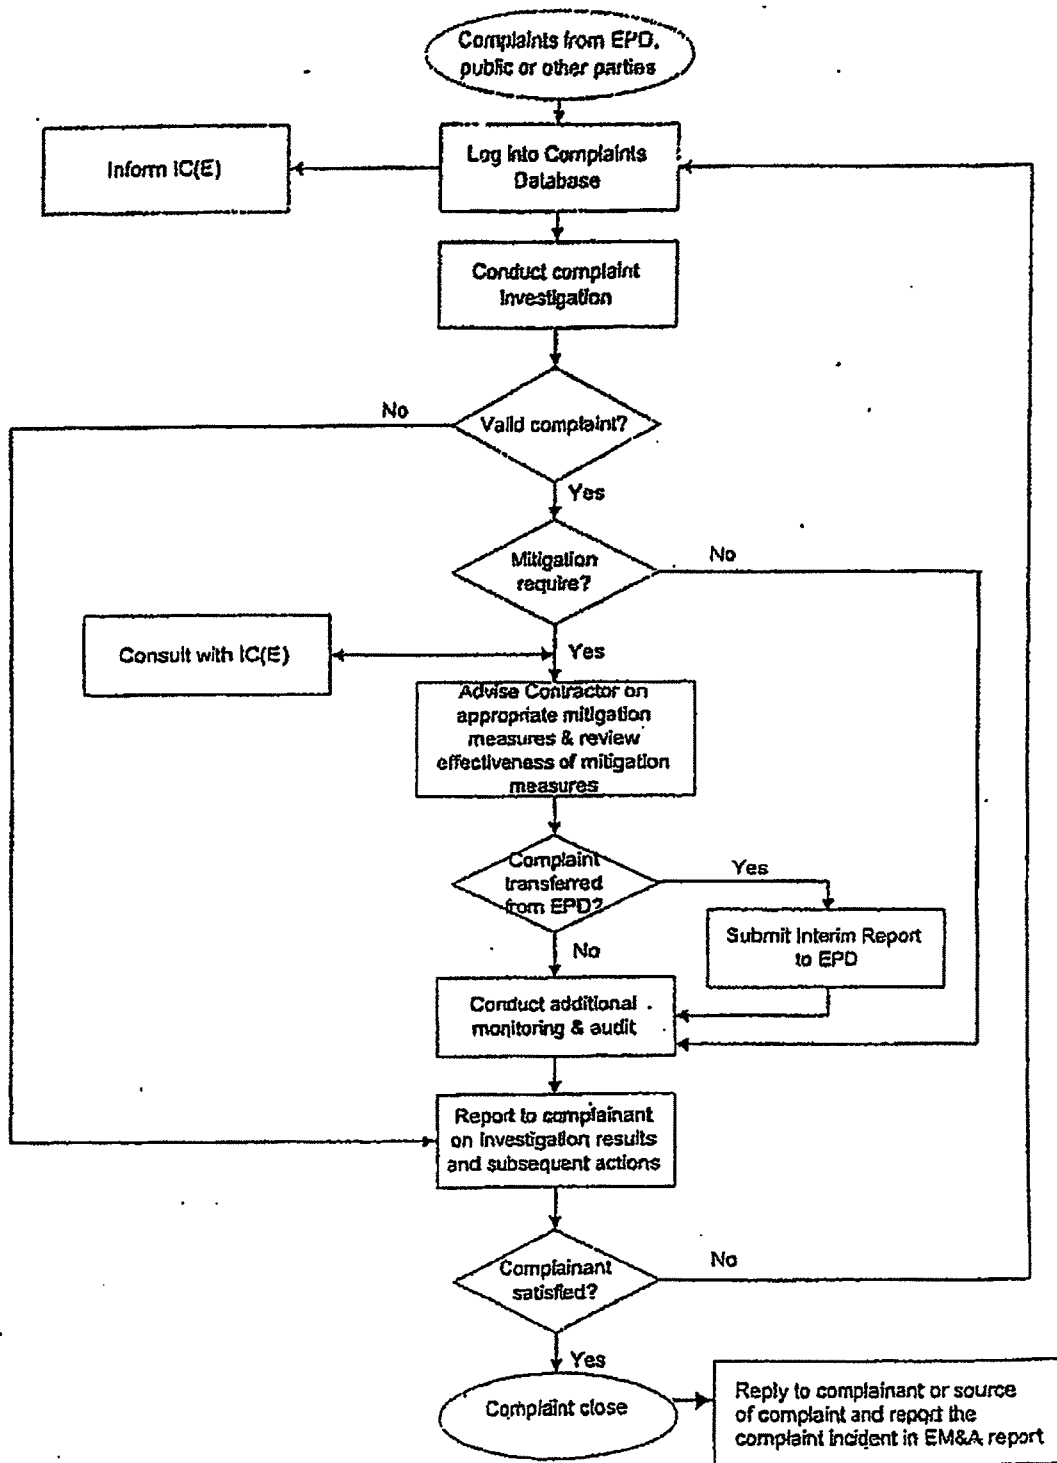 Complaints from EPD,
public or other parties
Inform IC(E)
Log into Complaints
Database
Conduct complaint
Investigation
No
Valid complaint?
Yes
Mitigation
require?
No
Consult with IC(E)
Yes
Advise Contractor on
appropriate mitigation
measures & review
effectiveness of mitigation
measures
Complaint
transferred
from EPD?
Yes
Submit Interim Report
to EPD
No
Conduct additional
monitoring & audit
Report to complainant
on investigation results
and subsequent actions
Complainant
satisfied?
No
Yes
Complaint close
Reply to complainant or source
of complaint and report the
complaint incident in EM&A report